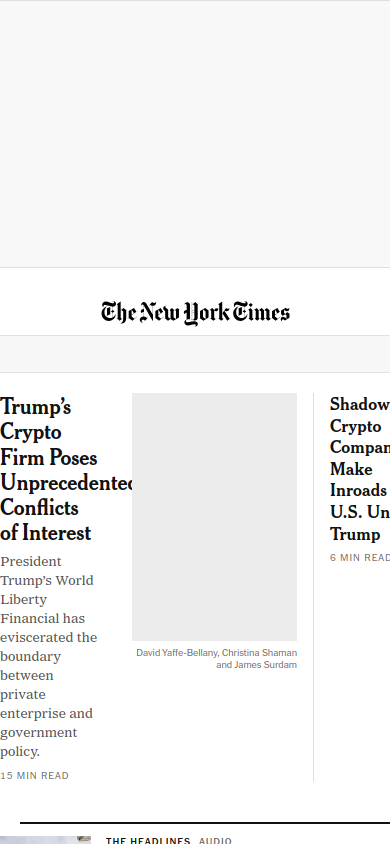 The New York Times
Trump's
Crypto
Firm Poses
Unprecedented
Conflicts
of Interest
President
Trump's World
Liberty
Financial has
eviscerated the
boundary
between
private
enterprise and
government
policy.
15 MIN READ
David Yaffe-Bellany, Christina Shaman
and James Surdam
Shadow
Crypto
Compan
Make
Inroads
U.S. Un
Trump
6 MIN READ
THE HEADLINES AUDIO